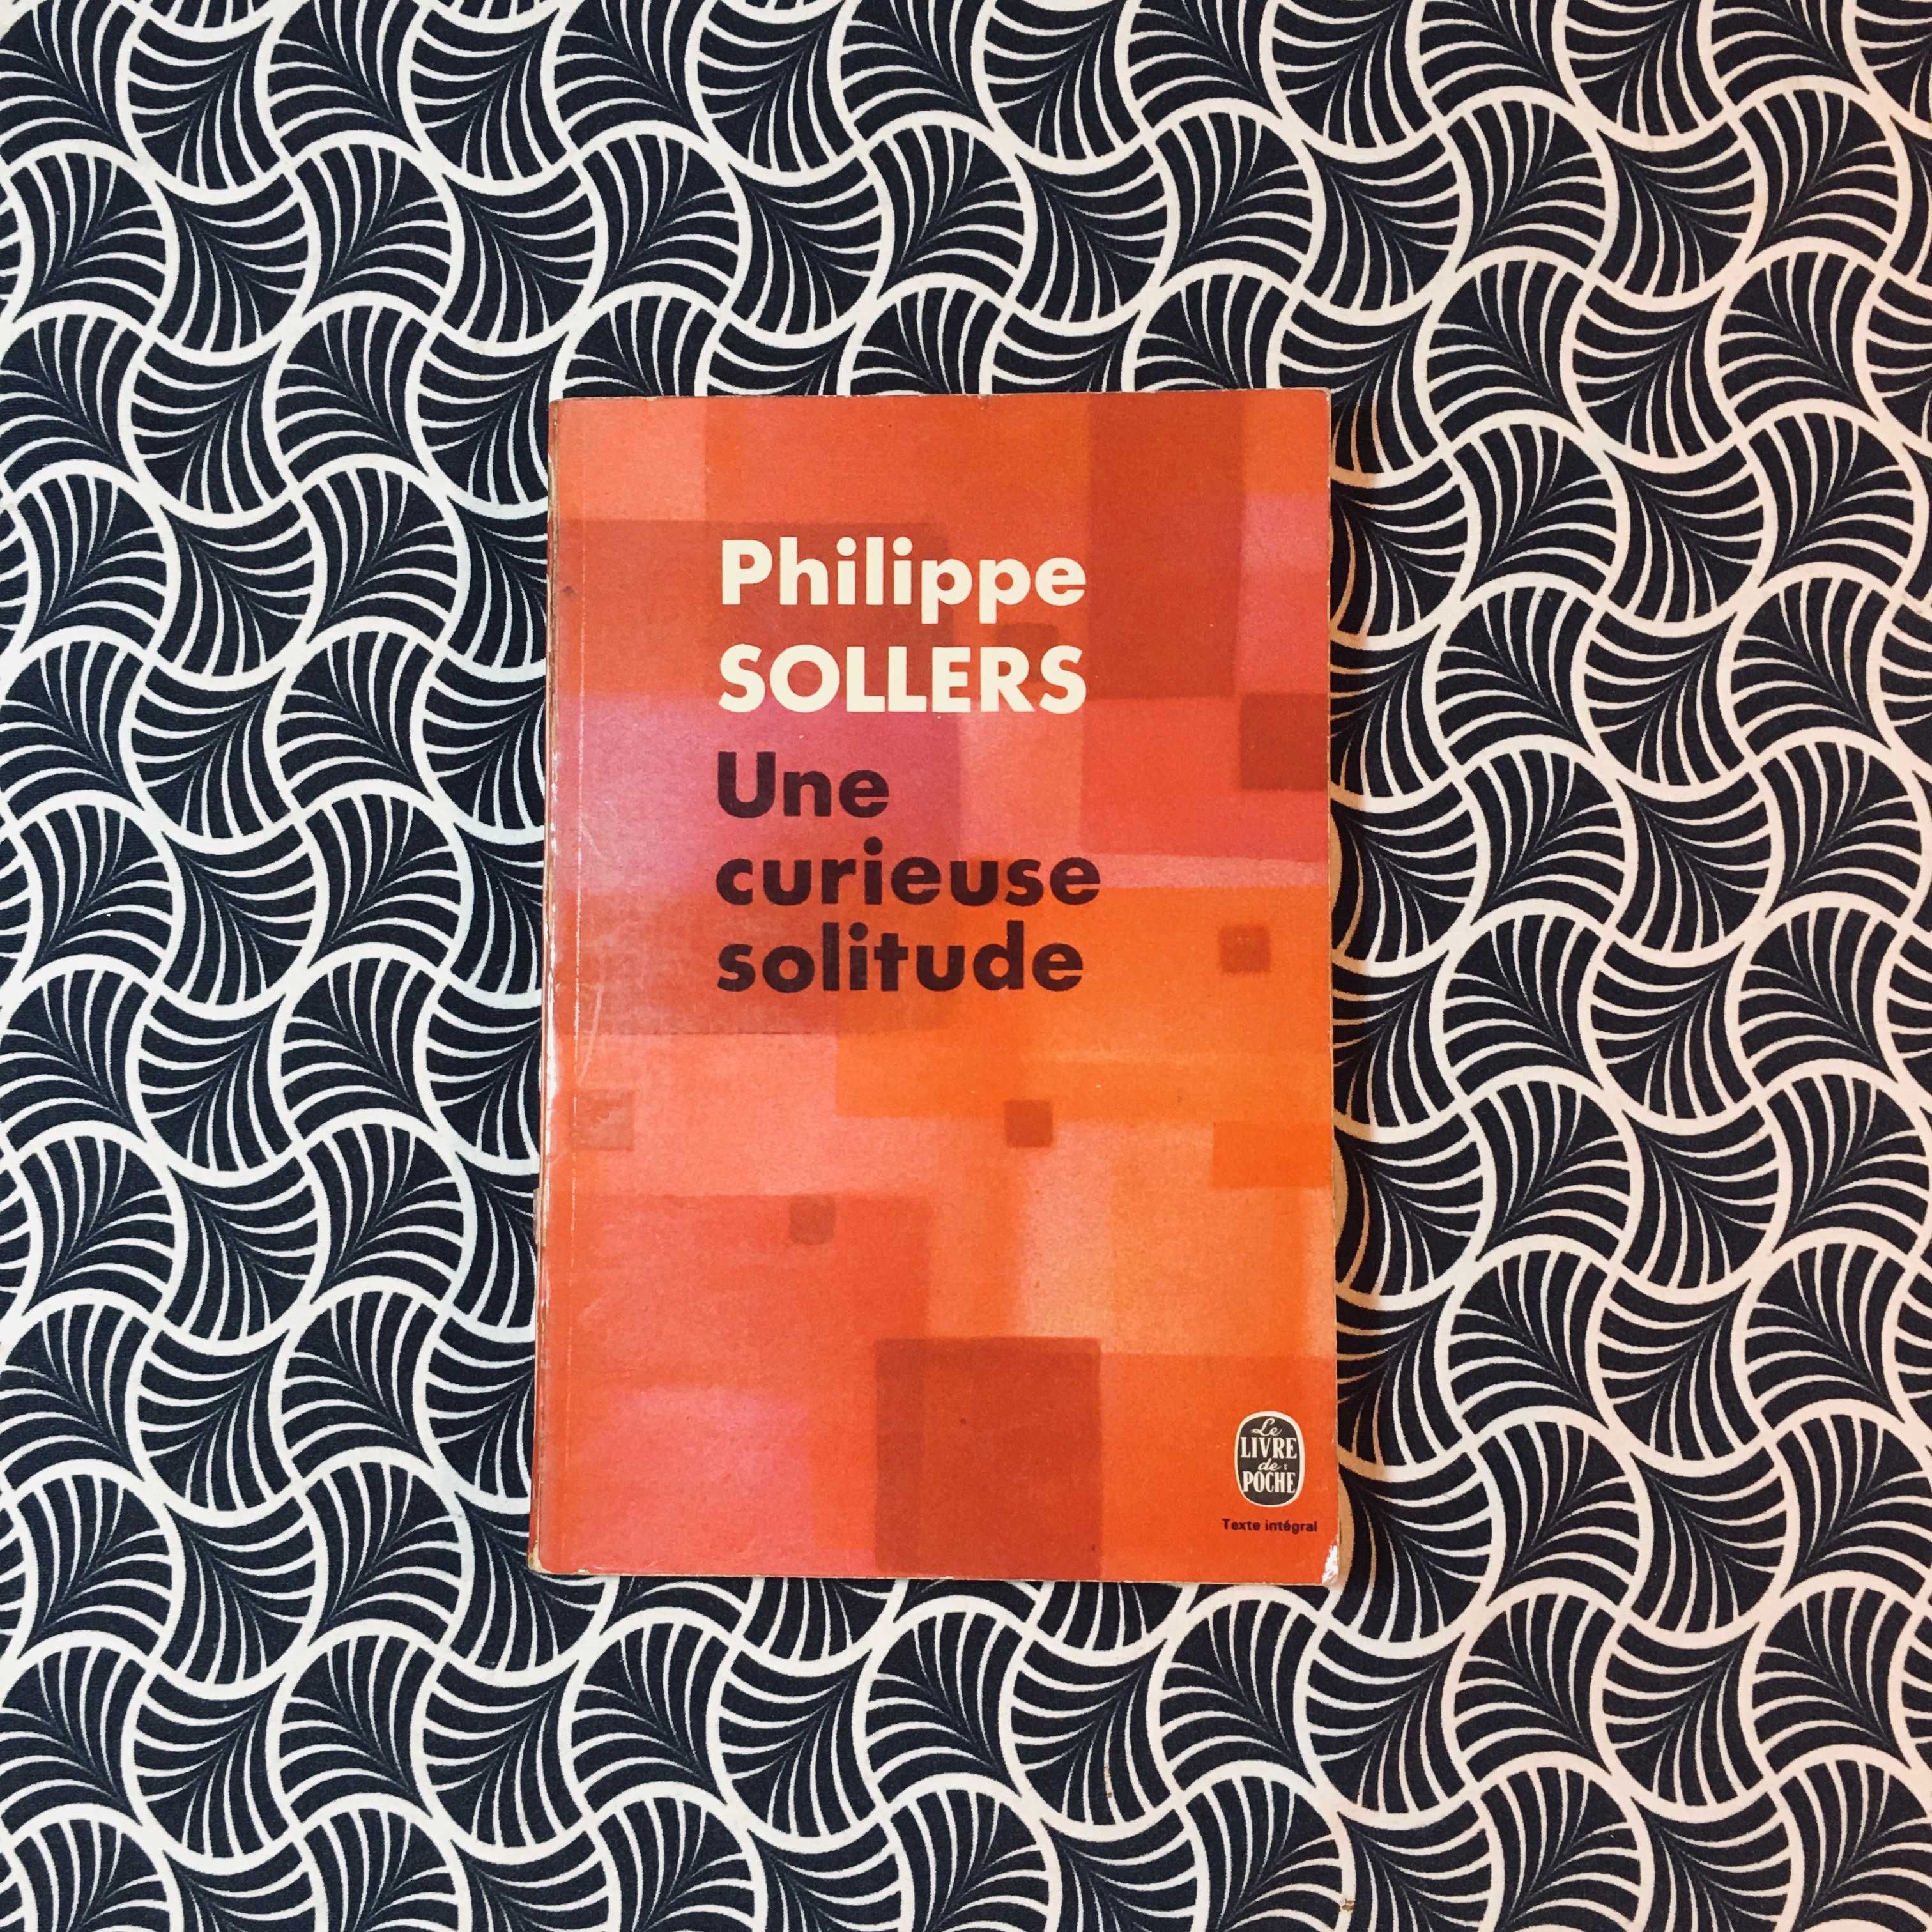 Philippe
SOLLERS
Une
curieuse
solitude
Le
LIVRE
de
POCHE
Texte intégral